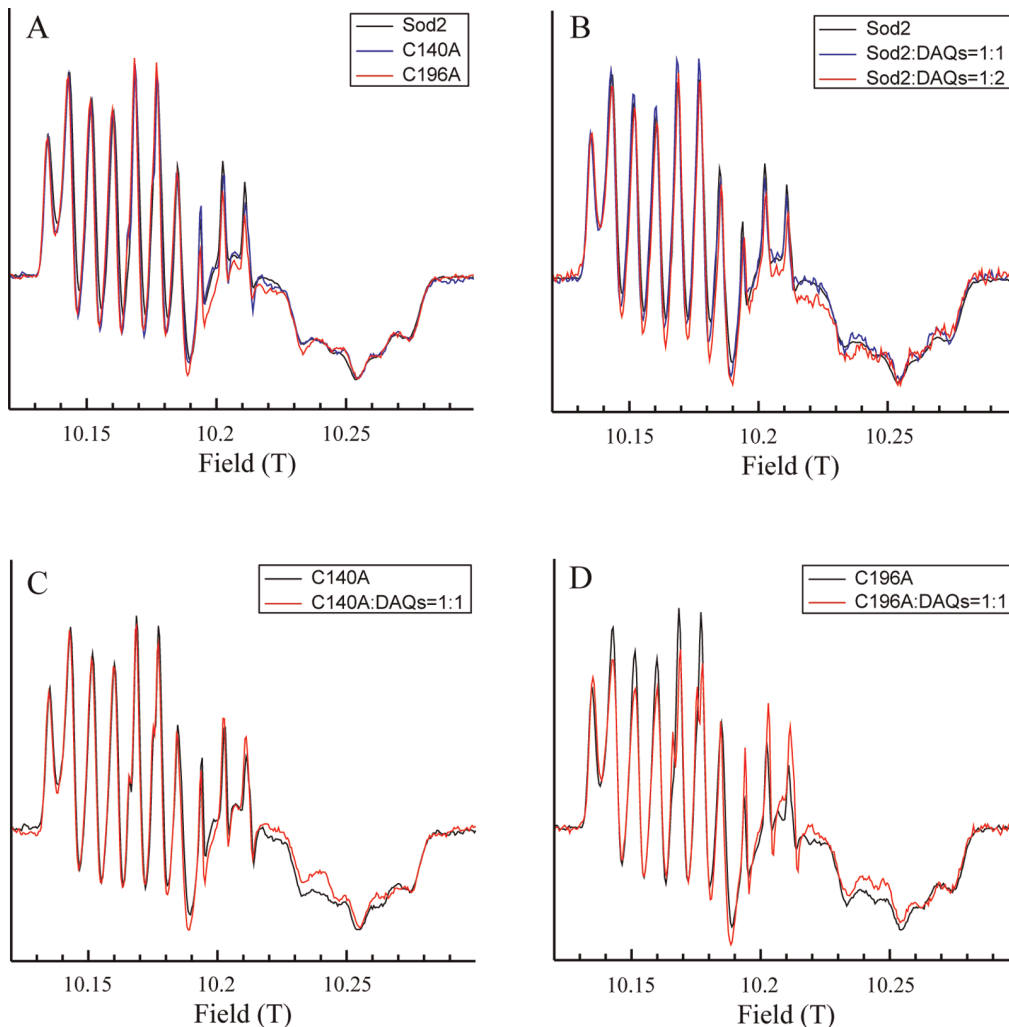 A
Sod2
C140A
C196A
10.15
10.2
10.25
Field (T)
B
Sod2
Sod2:DAQs=1:1
Sod2:DAQs=1:2
10.15
10.2
10.25
Field (T)
C
C140A
C140A:DAQs=1:1
10.15
10.2
10.25
Field (T)
D
C196A
C196A:DAQs=1:1
10.15
10.2
10.25
Field (T)